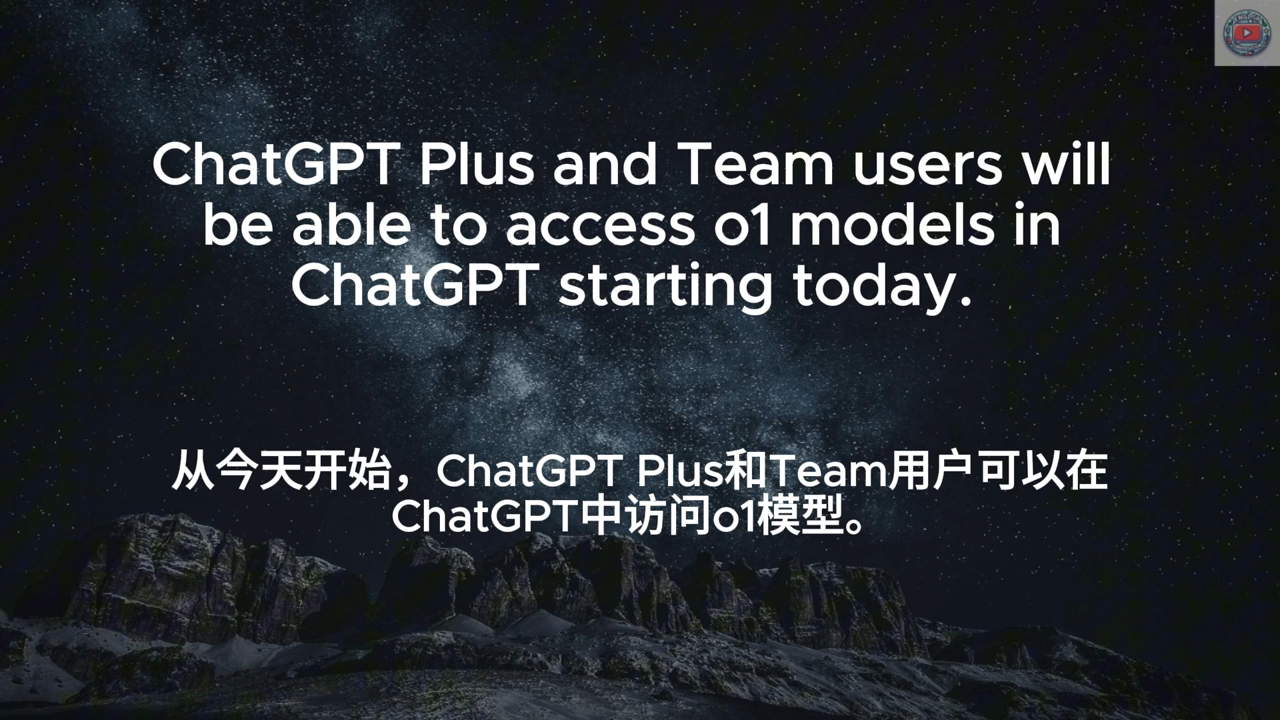 ChatGPT Plus and Team users will
be able to access o1 models in
ChatGPT starting today.
从今天开始，ChatGPT Plus和Team用户可以在
ChatGPT中访问o1模型。